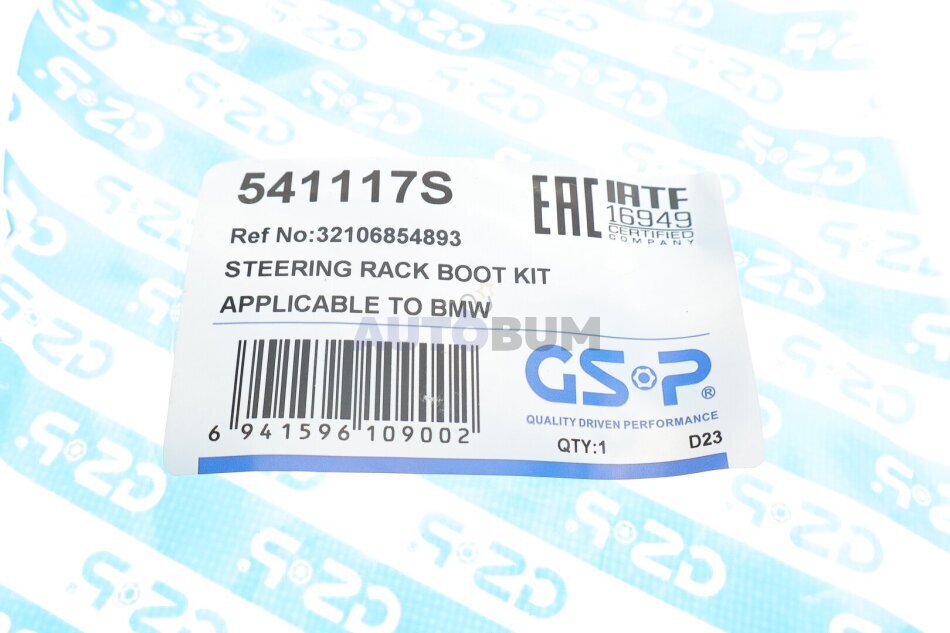 541117S
EAC
IATF
16949
CERTIFIED
COMPANY
Ref No:32106854893
STEERING RACK BOOT KIT
APPLICABLE TO BMW
AUTOBUM
GSP®
QUALITY DRIVEN PERFORMANCE
6 941596 109002
QTY:1
D23